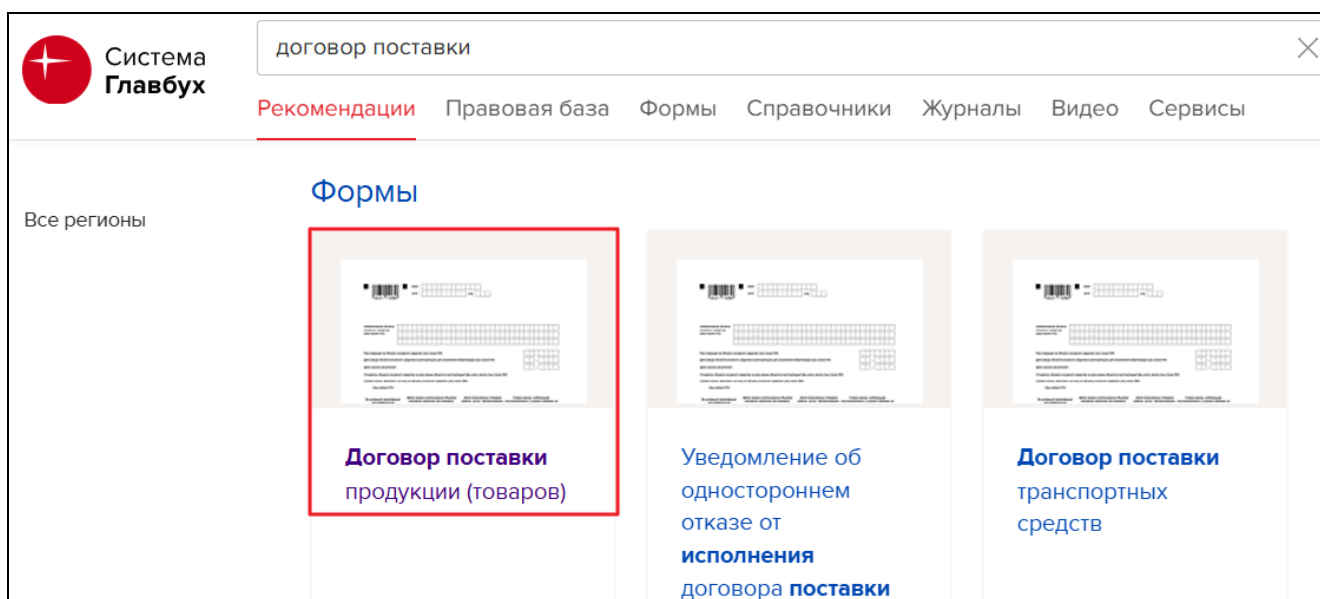 Система
Главбух
договор поставки
Рекомендации Правовая база Формы Справочники Журналы Видео Сервисы
Все регионы
Формы
Договор поставки
продукции (товаров)
Уведомление об
одностороннем
отказе от
исполнения
договора поставки
Договор поставки
транспортных
средств